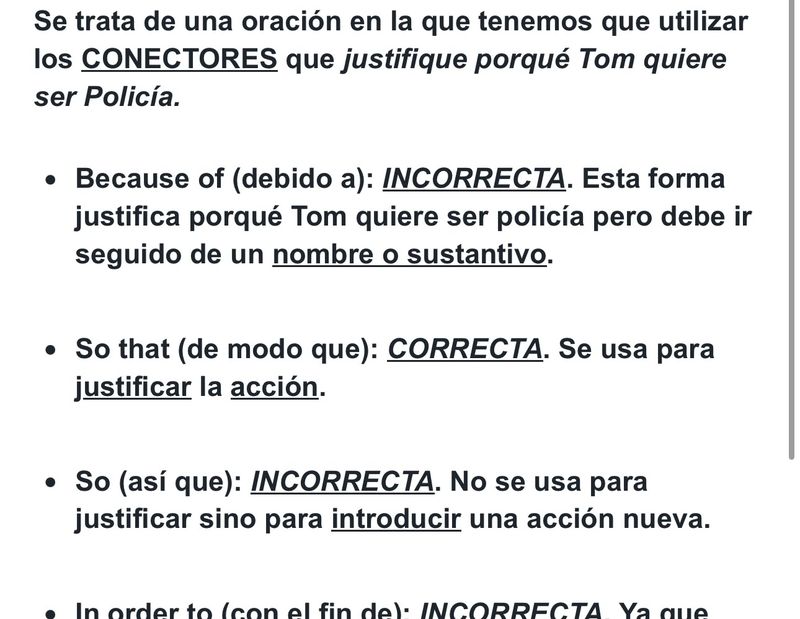 Se trata de una oración en la que tenemos que utilizar
los CONECTORES que justifique porqué Tom quiere
ser Policía.
• Because of (debido a): INCORRECTA. Esta forma
justifica porqué Tom quiere ser policía pero debe ir
seguido de un nombre o sustantivo.
• So that (de modo que): CORRECTA. Se usa para
justificar la acción.
• So (así que): INCORRECTA. No se usa para
justificar sino para introducir una acción nueva.
• In order to (con el fin de): INCORRECTA. Ya que